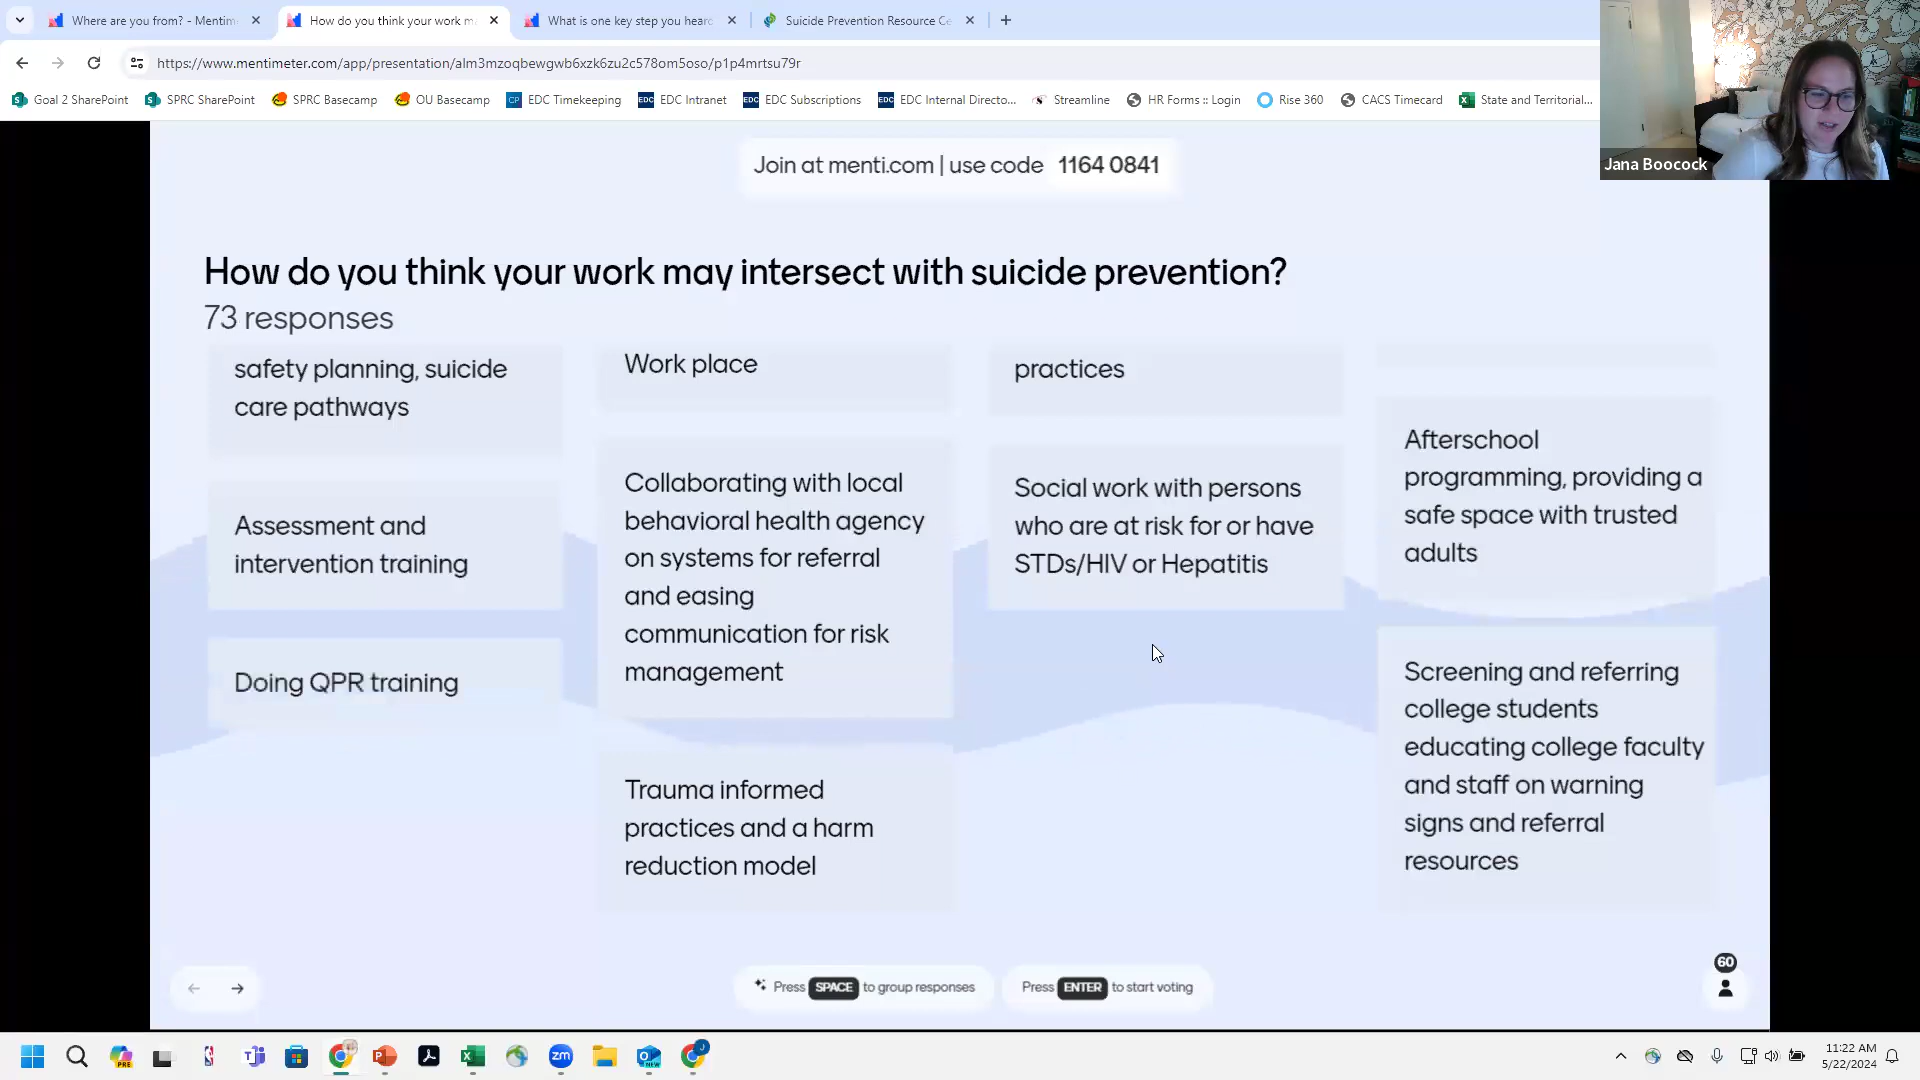 Where are you from? - Mentim
How do you think your work m
What is one key step you heard
Suicide Prevention Resource Ce
https://www.mentimeter.com/app/presentation/alm3mzoqbewgwb6xzk6zu2c578om5oso/p1p4mrtsu79r
Goal 2 SharePoint
SPRC SharePoint
SPRC Basecamp
OU Basecamp
EDC Timekeeping
EDC Intranet
EDC Subscriptions
EDC Internal Directo...
Streamline
HR Forms :: Login
Rise 360
CACS Timecard
State and Territorial...
Jana Boocock
Join at menti.com | use code 1164 0841
How do you think your work may intersect with suicide prevention?
73 responses
safety planning, suicide
care pathways
Assessment and
intervention training
Doing QPR training
Work place
Collaborating with local
behavioral health agency
on systems for referral
and easing
communication for risk
management
Trauma informed
practices and a harm
reduction model
practices
Social work with persons
who are at risk for or have
STDs/HIV or Hepatitis
Afterschool
programming, providing a
safe space with trusted
adults
Screening and referring
college students
educating college faculty
and staff on warning
signs and referral
resources
Press SPACE to group responses
Press ENTER to start voting
60
11:22 AM
5/22/2024